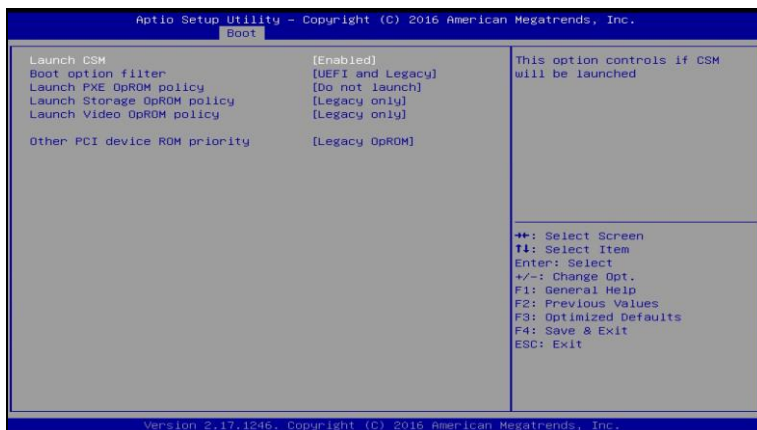 Aptio Setup Utility – Copyright (C) 2016 American Megatrends, Inc.
Boot
Launch CSM [Enabled]
Boot option filter [UEFI and Legacy]
Launch PXE OpROM policy [Do not launch]
Launch Storage OpROM policy [Legacy only]
Launch Video OpROM policy [Legacy only]
Other PCI device ROM priority [Legacy OpROM]
This option controls if CSM
will be launched
→←: Select Screen
↑↓: Select Item
Enter: Select
+/-: Change Opt.
F1: General Help
F2: Previous Values
F3: Optimized Defaults
F4: Save & Exit
ESC: Exit
Version 2.17.1246. Copyright (C) 2016 American Megatrends, Inc.